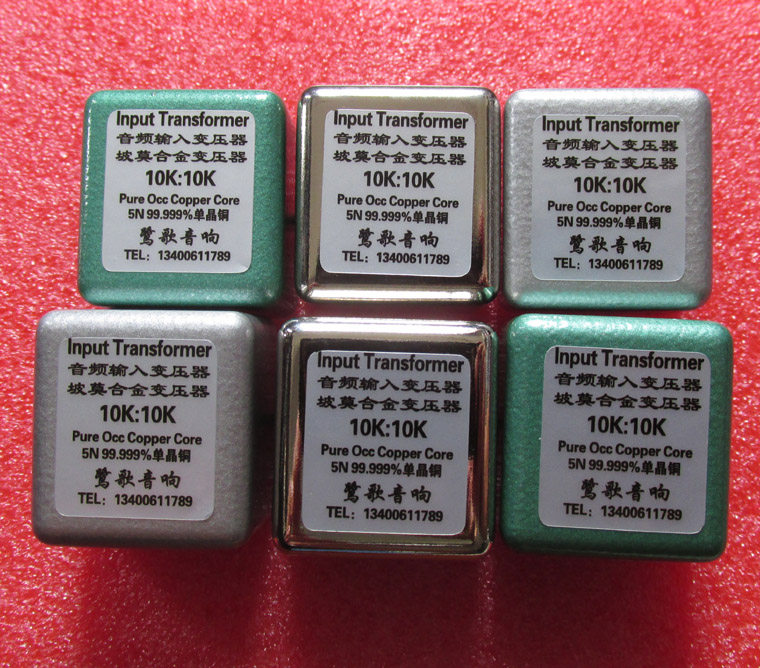 Input Transformer
音频输入变压器
坡莫合金变压器
10K:10K
Pure Occ Copper Core
5N 99.999%单晶铜
鹭歌音响
TEL: 13400611789
Input Transformer
音频输入变压器
坡莫合金变压器
10K:10K
Pure Occ Copper Core
5N 99.999%单晶铜
鹭歌音响
TEL: 13400611789
Input Transformer
音频输入变压器
坡莫合金变压器
10K:10K
Pure Occ Copper Core
5N 99.999%单晶铜
鹭歌音响
TEL: 13400611789
Input Transformer
音频输入变压器
坡莫合金变压器
10K:10K
Pure Occ Copper Core
5N 99.999%单晶铜
鹭歌音响
TEL: 13400611789
Input Transformer
音频输入变压器
坡莫合金变压器
10K:10K
Pure Occ Copper Core
5N 99.999%单晶铜
鹭歌音响
TEL: 13400611789
Input Transformer
音频输入变压器
坡莫合金变压器
10K:10K
Pure Occ Copper Core
5N 99.999%单晶铜
鹭歌音响
TEL: 13400611789